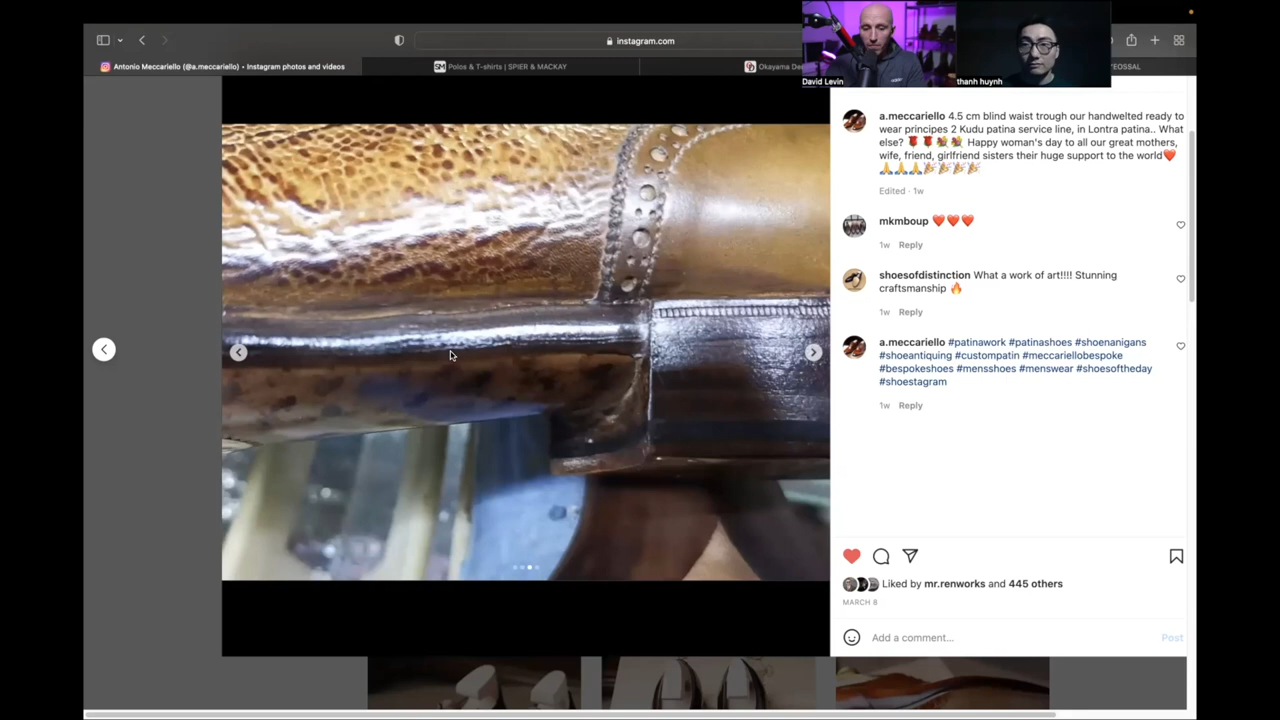 instagram.com
Antonio Meccariello (@a.meccariello) • Instagram photos and videos
SM Polos & T-shirts | SPIER & MACKAY
David Levin
thanh huynh
a.meccariello 4.5 cm blind waist trough our handwelted ready to
wear principes 2 Kudu patina service line, in Lontra patina.. What
else? 🌹🌹💐💐 Happy woman's day to all our great mothers,
wife, friend, girlfriend sisters their huge support to the world❤️
🙏🙏🙏🎉🎉🎉🎉
Edited · 1w
mkmboup ❤️❤️❤️
1w Reply
shoesofdistinction What a work of art!!!! Stunning
craftsmanship 🔥
1w Reply
a.meccariello #patinawork #patinashoes #shoenanigans
#shoeantiquing #custompatin #meccariellobespoke
#bespokeshoes #mensshoes #menswear #shoesoftheday
#shoestagram
1w Reply
Liked by mr.renworks and 445 others
MARCH 8
Add a comment...
Post